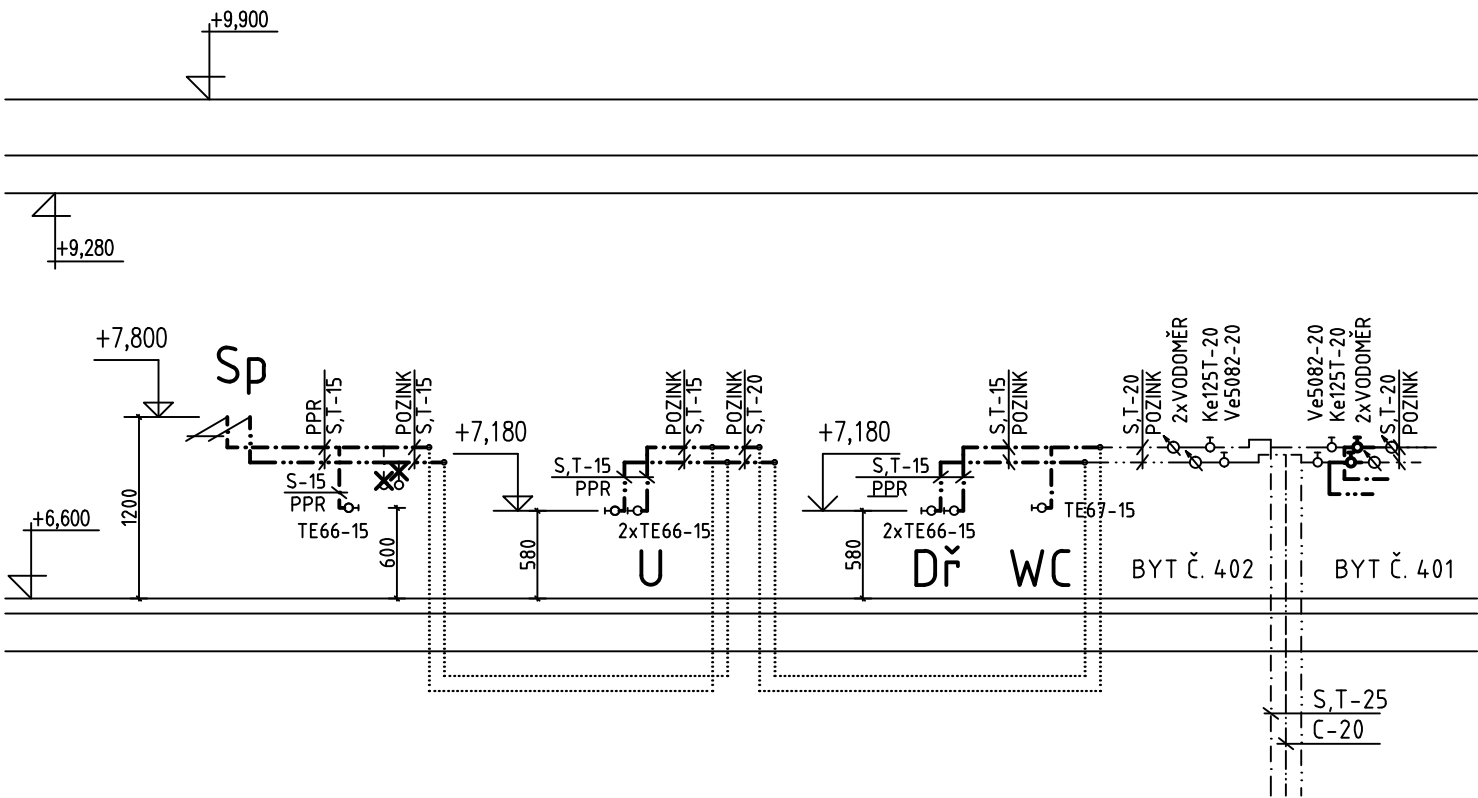 +9,900
+9,280
+7,800
Sp
PPR
S,T-15
POZINK
S,T-15
+7,180
POZINK
S,T-15
POZINK
S,T-20
+7,180
S,T-15
POZINK
S,T-20
POZINK
2xVODOMĚR
Ke125T-20
Ve5082-20
Ve5082-20
Ke125T-20
2xVODOMĚR
S,T-20
POZINK
S-15
PPR
S,T-15
PPR
S,T-15
PPR
+6,600
1200
TE66-15
600
580
2xTE66-15
U
580
2xTE66-15
Dř
TE67-15
WC
BYT Č. 402
BYT Č. 401
S,T-25
C-20